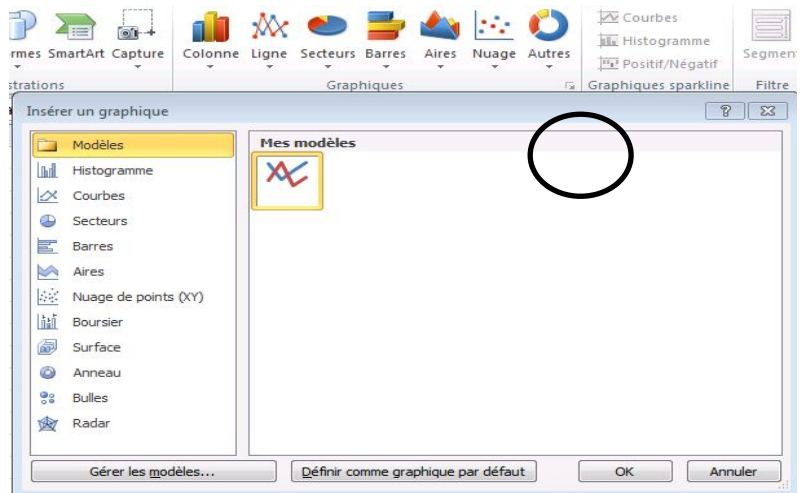 Courbes
Histogramme
Positif/Négatif
rmes SmartArt Capture Colonne Ligne Secteurs Barres Aires Nuage Autres Segment
strations Graphiques Graphiques sparkline Filtre
Insérer un graphique
Modèles
Histogramme
Courbes
Secteurs
Barres
Aires
Nuage de points (XY)
Boursier
Surface
Anneau
Bulles
Radar
Mes modèles
Gérer les modèles... Définir comme graphique par défaut OK Annuler